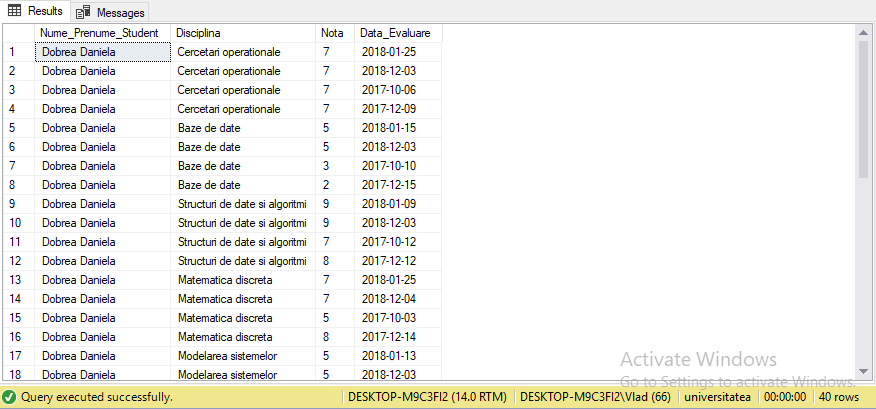 Results Messages
Nume_Prenume_Student Disciplina Nota Data_Evaluare
1 Dobrea Daniela Cercetari operationale 7 2018-01-25
2 Dobrea Daniela Cercetari operationale 7 2018-12-03
3 Dobrea Daniela Cercetari operationale 7 2017-10-06
4 Dobrea Daniela Cercetari operationale 7 2017-12-09
5 Dobrea Daniela Baze de date 5 2018-01-15
6 Dobrea Daniela Baze de date 5 2018-12-03
7 Dobrea Daniela Baze de date 3 2017-10-10
8 Dobrea Daniela Baze de date 2 2017-12-15
9 Dobrea Daniela Structuri de date si algoritmi 9 2018-01-09
10 Dobrea Daniela Structuri de date si algoritmi 9 2018-12-03
11 Dobrea Daniela Structuri de date si algoritmi 7 2017-10-12
12 Dobrea Daniela Structuri de date si algoritmi 8 2017-12-12
13 Dobrea Daniela Matematica discreta 7 2018-01-25
14 Dobrea Daniela Matematica discreta 7 2018-12-04
15 Dobrea Daniela Matematica discreta 5 2017-10-03
16 Dobrea Daniela Matematica discreta 8 2017-12-14
17 Dobrea Daniela Modelarea sistemelor 5 2018-01-13
18 Dobrea Daniela Modelarea sistemelor 5 2018-12-03
Activate Windows
Go to Settings to activate Windows.
Query executed successfully. DESKTOP-M9C3FI2 (14.0 RTM) DESKTOP-M9C3FI2\Vlad (66) universitatea 00:00:00 40 rows